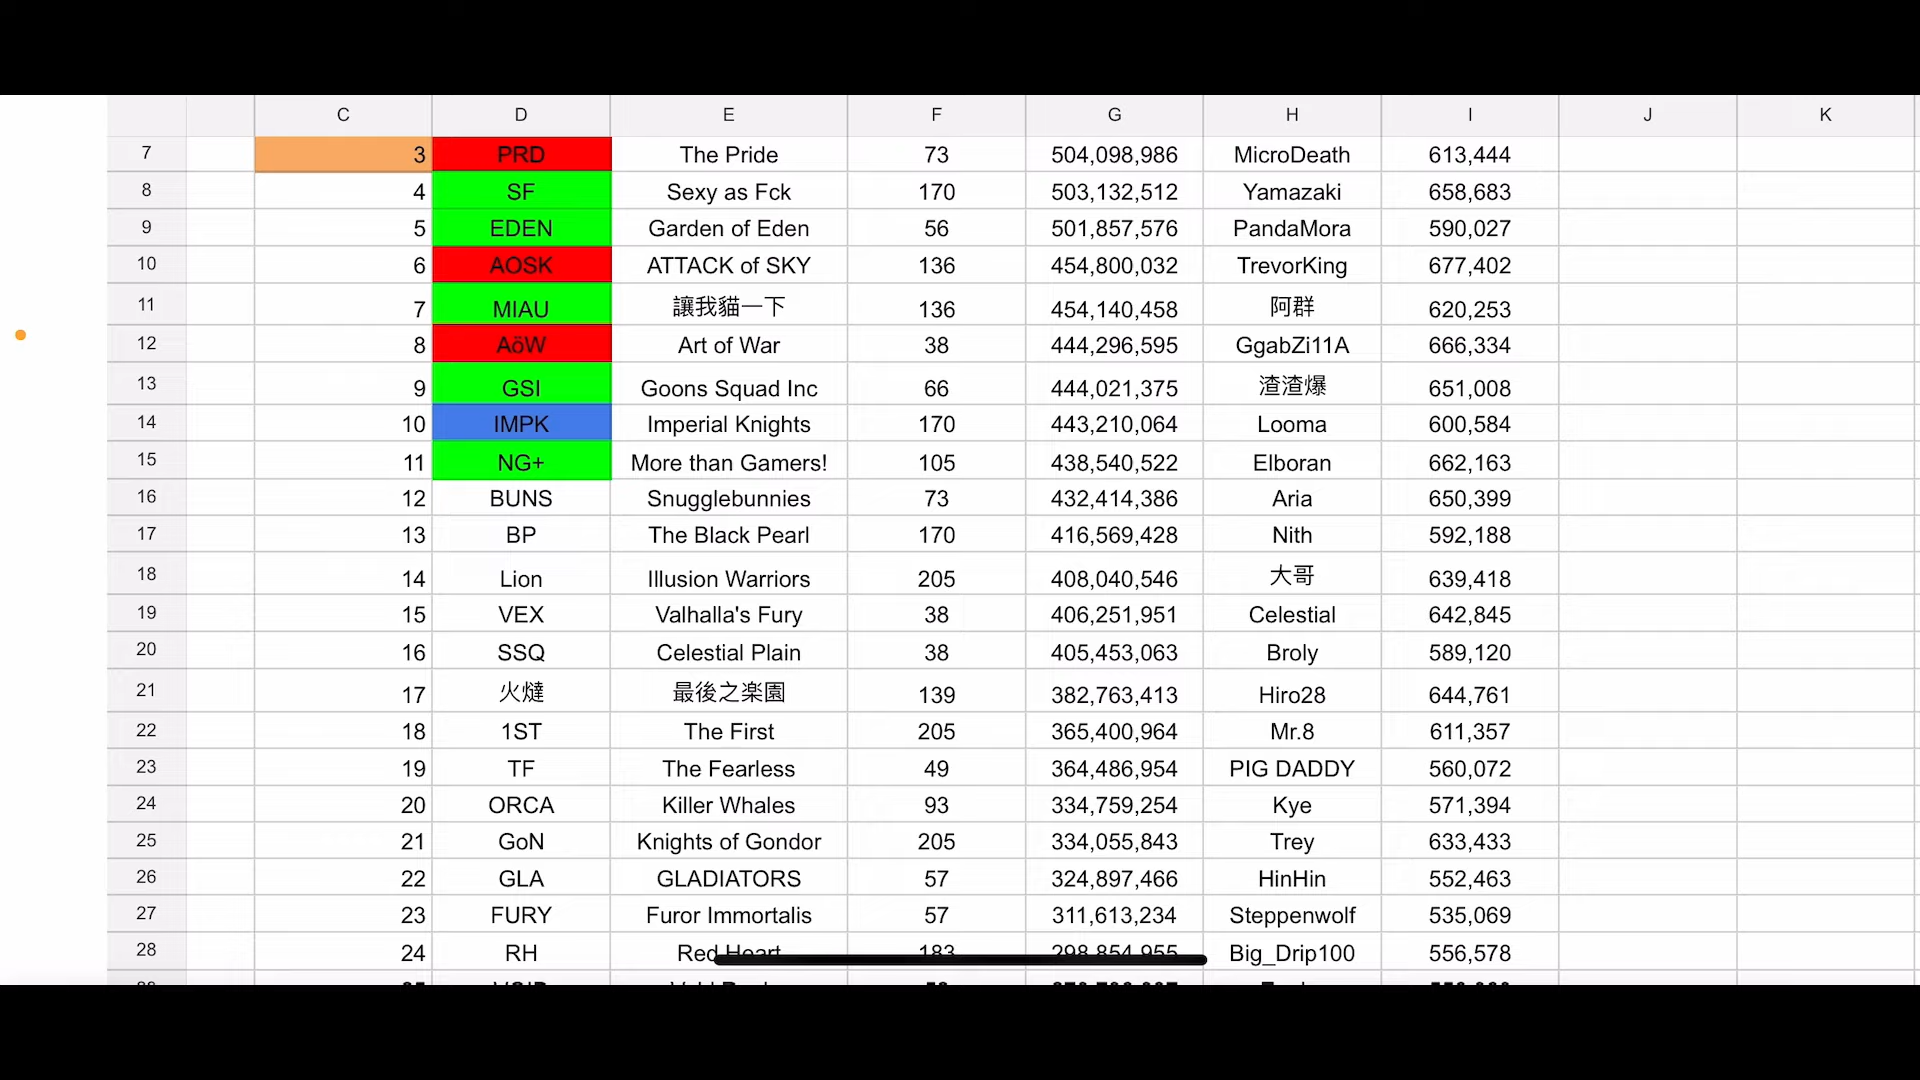 C D E F G H I J K
7 3 PRD The Pride 73 504,098,986 MicroDeath 613,444
8 4 SF Sexy as Fck 170 503,132,512 Yamazaki 658,683
9 5 EDEN Garden of Eden 56 501,857,576 PandaMora 590,027
10 6 AOSK ATTACK of SKY 136 454,800,032 TrevorKing 677,402
11 7 MIAU 讓我貓一下 136 454,140,458 阿群 620,253
12 8 AöW Art of War 38 444,296,595 GgabZi11A 666,334
13 9 GSI Goons Squad Inc 66 444,021,375 渣渣爆 651,008
14 10 IMPK Imperial Knights 170 443,210,064 Looma 600,584
15 11 NG+ More than Gamers! 105 438,540,522 Elboran 662,163
16 12 BUNS Snugglebunnies 73 432,414,386 Aria 650,399
17 13 BP The Black Pearl 170 416,569,428 Nith 592,188
18 14 Lion Illusion Warriors 205 408,040,546 大哥 639,418
19 15 VEX Valhalla's Fury 38 406,251,951 Celestial 642,845
20 16 SSQ Celestial Plain 38 405,453,063 Broly 589,120
21 17 火燵 最後之楽園 139 382,763,413 Hiro28 644,761
22 18 1ST The First 205 365,400,964 Mr.8 611,357
23 19 TF The Fearless 49 364,486,954 PIG DADDY 560,072
24 20 ORCA Killer Whales 93 334,759,254 Kye 571,394
25 21 GoN Knights of Gondor 205 334,055,843 Trey 633,433
26 22 GLA GLADIATORS 57 324,897,466 HinHin 552,463
27 23 FURY Furor Immortalis 57 311,613,234 Steppenwolf 535,069
28 24 RH Red Heart 183 298,854,955 Big_Drip100 556,578